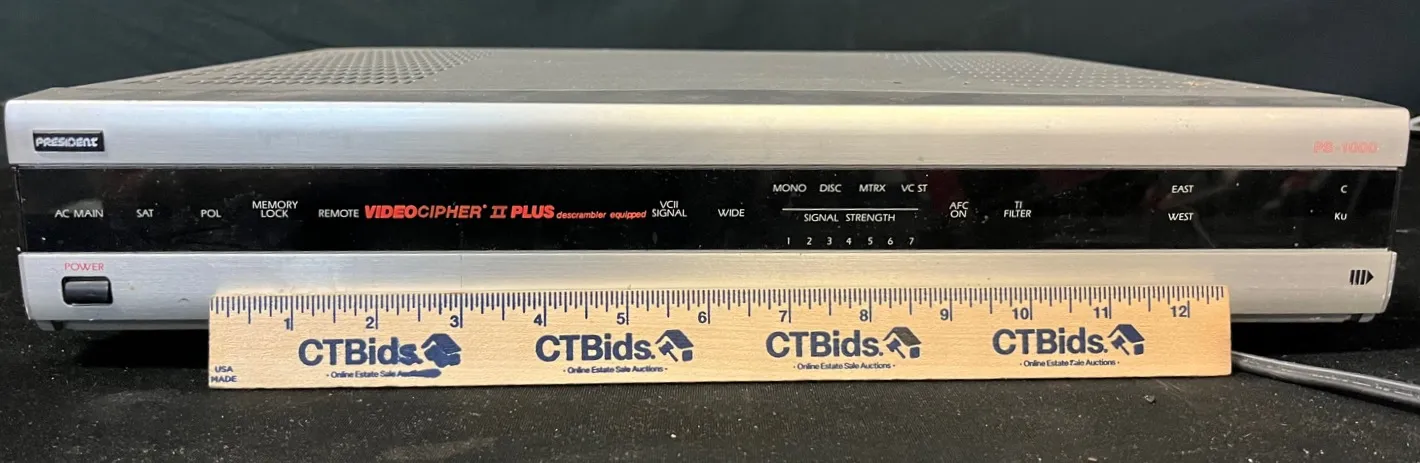 PRESIDENT
PS-1000
AC MAIN
SAT
POL
MEMORY
LOCK
REMOTE
VIDEOCIPHER II PLUS descrambler equipped
VCII
SIGNAL
WIDE
MONO DISC MTRX VC ST
SIGNAL STRENGTH
1 2 3 4 5 6 7
AFC
ON
TI
FILTER
EAST
WEST
C
Ku
POWER
1 2 3 4 5 6 7 8 9 10 11 12
CTBids. CTBids. CTBids. CTBids.
· Online Estate Sale Auctions · · Online Estate Sale Auctions · · Online Estate Sale Auctions · · Online Estate Sale Auctions ·
USA
MADE